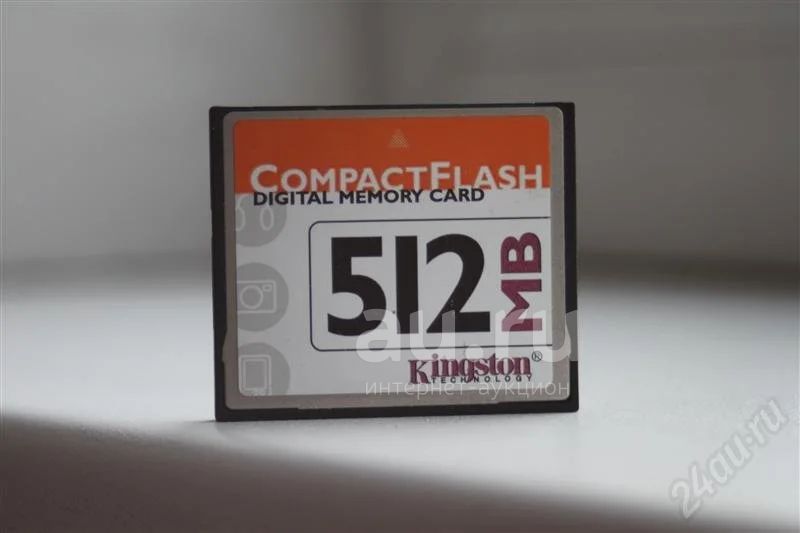 COMPACTFLASH
DIGITAL MEMORY CARD
512 MB
au.ru
Kingston®
TECHNOLOGY
интернет-аукцион
24au.ru